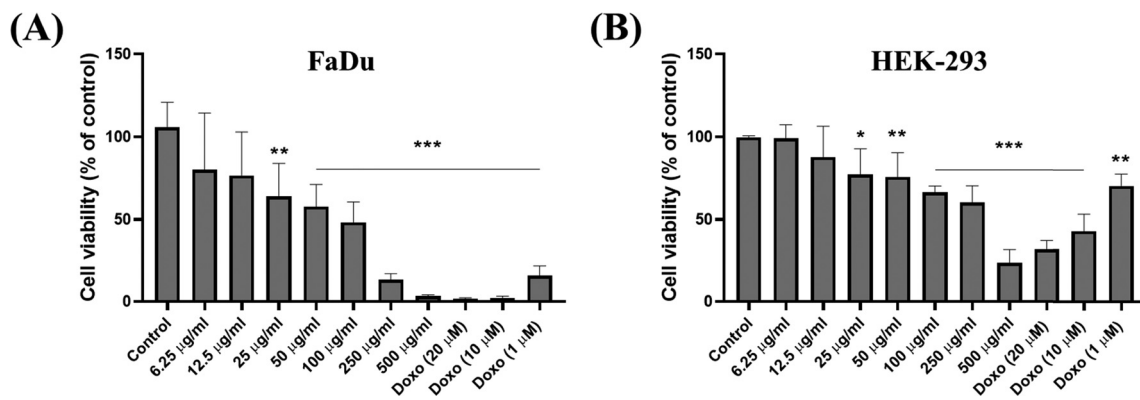 (A)
FaDu
Cell viability (% of control)
150
100
50
0
**
***
Control
6.25 μg/ml
12.5 μg/ml
25 μg/ml
50 μg/ml
100 μg/ml
250 μg/ml
500 μg/ml
Doxo (20 μM)
Doxo (10 μM)
Doxo (1 μM)
(B)
HEK-293
Cell viability (% of control)
150
100
50
0
*
**
***
**
Control
6.25 μg/ml
12.5 μg/ml
25 μg/ml
50 μg/ml
100 μg/ml
250 μg/ml
500 μg/ml
Doxo (20 μM)
Doxo (10 μM)
Doxo (1 μM)